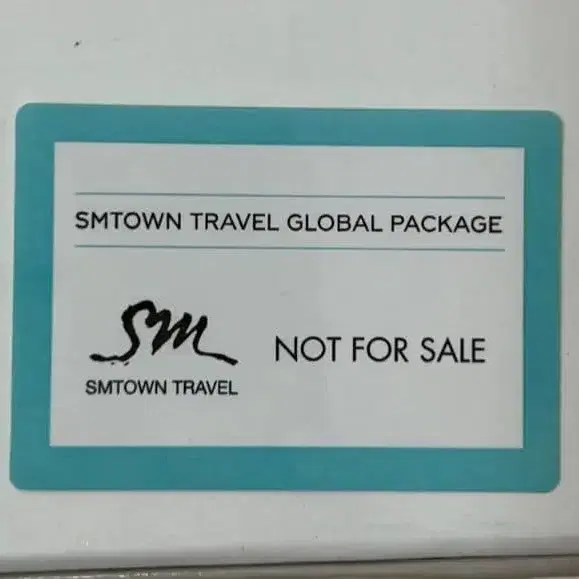 SMTOWN TRAVEL GLOBAL PACKAGE
SM
SMTOWN TRAVEL
NOT FOR SALE